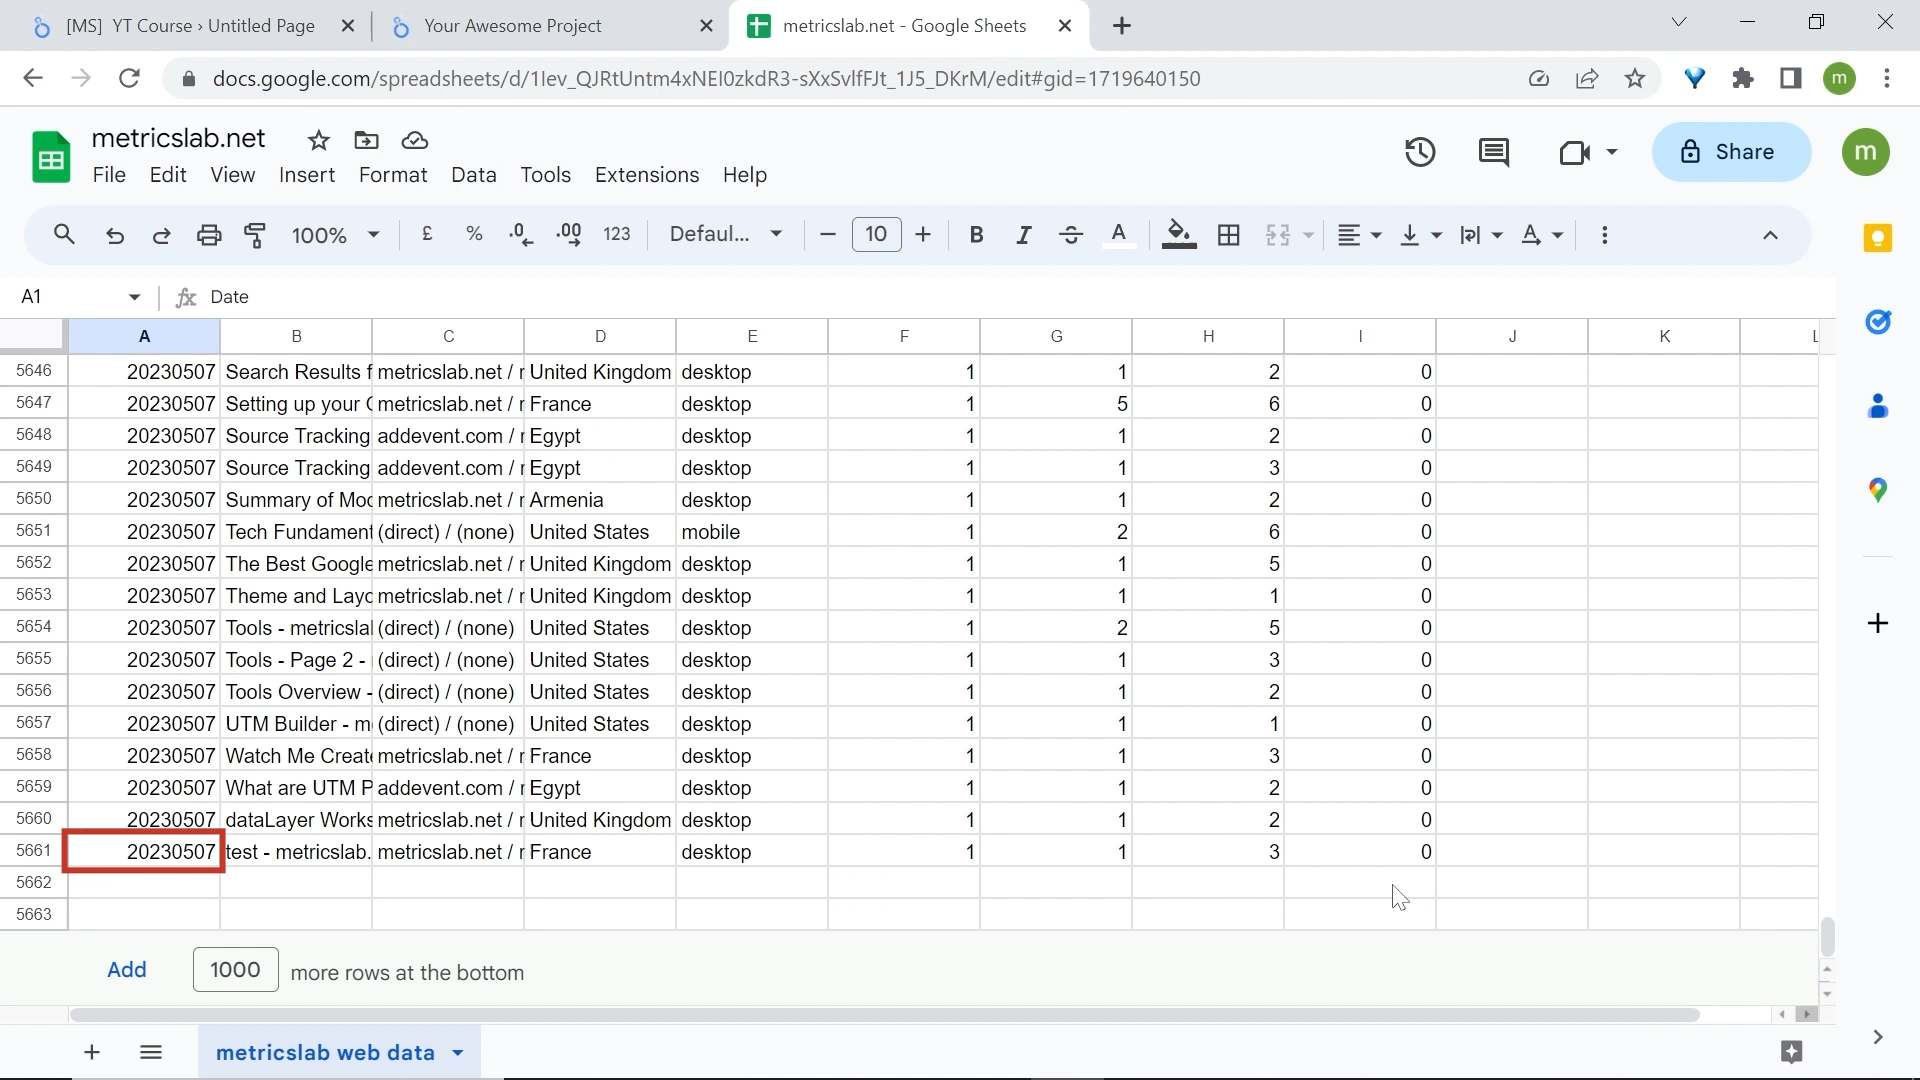 [MS] YT Course › Untitled Page
Your Awesome Project
metricslab.net - Google Sheets
docs.google.com/spreadsheets/d/1Iev_QJRtUntm4xNEI0zkdR3-sXxSvIfFJt_1J5_DKrM/edit#gid=1719640150
m
metricslab.net
File Edit View Insert Format Data Tools Extensions Help
Share
m
100% £ % .0 .00 123 Defaul... 10 B I A
A1 fx Date
A B C D E F G H I J K L
5646 20230507 Search Results f metricslab.net / r United Kingdom desktop 1 1 2 0
5647 20230507 Setting up your G metricslab.net / r France desktop 1 5 6 0
5648 20230507 Source Tracking addevent.com / r Egypt desktop 1 1 2 0
5649 20230507 Source Tracking addevent.com / r Egypt desktop 1 1 3 0
5650 20230507 Summary of Moc metricslab.net / r Armenia desktop 1 1 2 0
5651 20230507 Tech Fundament (direct) / (none) United States mobile 1 2 6 0
5652 20230507 The Best Google metricslab.net / r United Kingdom desktop 1 1 5 0
5653 20230507 Theme and Layo metricslab.net / r United Kingdom desktop 1 1 1 0
5654 20230507 Tools - metricslal (direct) / (none) United States desktop 1 2 5 0
5655 20230507 Tools - Page 2 - (direct) / (none) United States desktop 1 1 3 0
5656 20230507 Tools Overview - (direct) / (none) United States desktop 1 1 2 0
5657 20230507 UTM Builder - m (direct) / (none) United States desktop 1 1 1 0
5658 20230507 Watch Me Create metricslab.net / r France desktop 1 1 3 0
5659 20230507 What are UTM P addevent.com / r Egypt desktop 1 1 2 0
5660 20230507 dataLayer Works metricslab.net / r United Kingdom desktop 1 1 2 0
5661 20230507 test - metricslab. metricslab.net / r France desktop 1 1 3 0
5662
5663
Add 1000 more rows at the bottom
metricslab web data